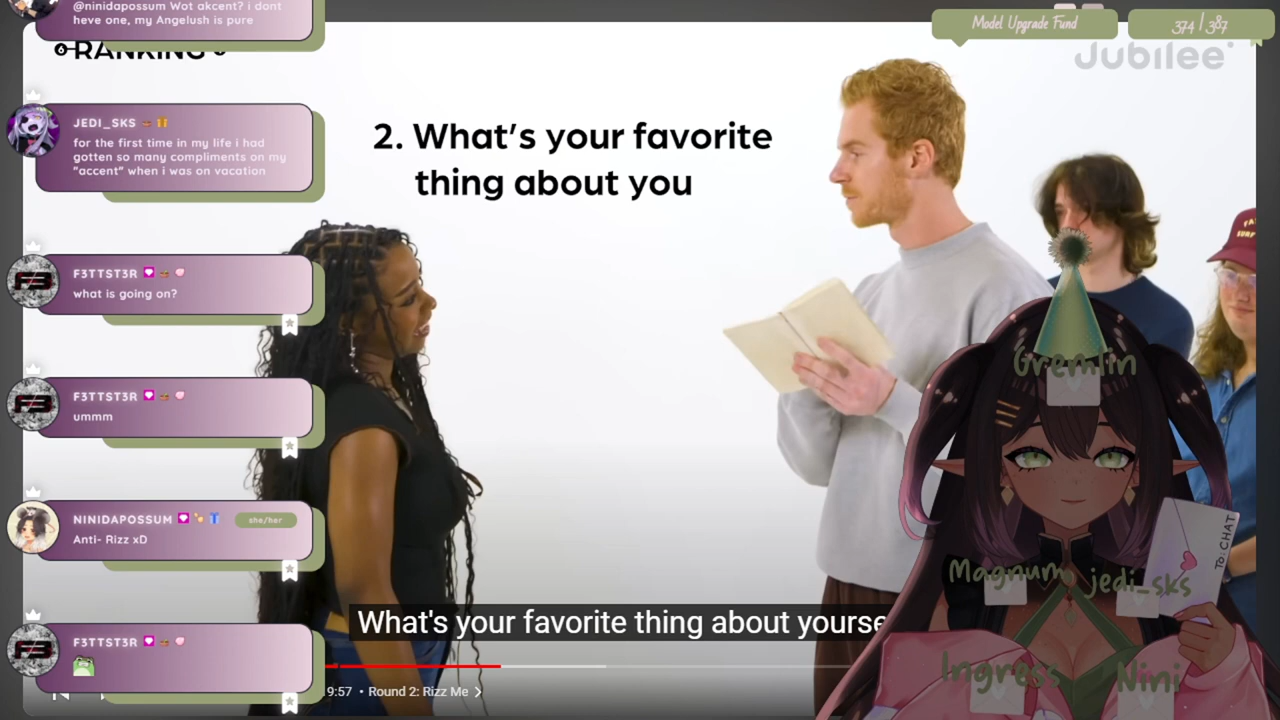 @ninidapossum Wot akcent? i dont
heve one, my Angelush is pure
RANKING
JEDI_SKS
for the first time in my life i had
gotten so many compliments on my
"accent" when i was on vacation
F3TTST3R
what is going on?
F3TTST3R
ummm
NINIDAPOSSUM
she/her
Anti- Rizz xD
F3TTST3R
F3
F3
F3
2. What's your favorite
thing about you
What's your favorite thing about yourse
9:57 • Round 2: Rizz Me
Model Upgrade Fund
374 / 387
Jubilee
Gremlin
To: CHAT
Magnum
jedi_sks
Ingress
Nini